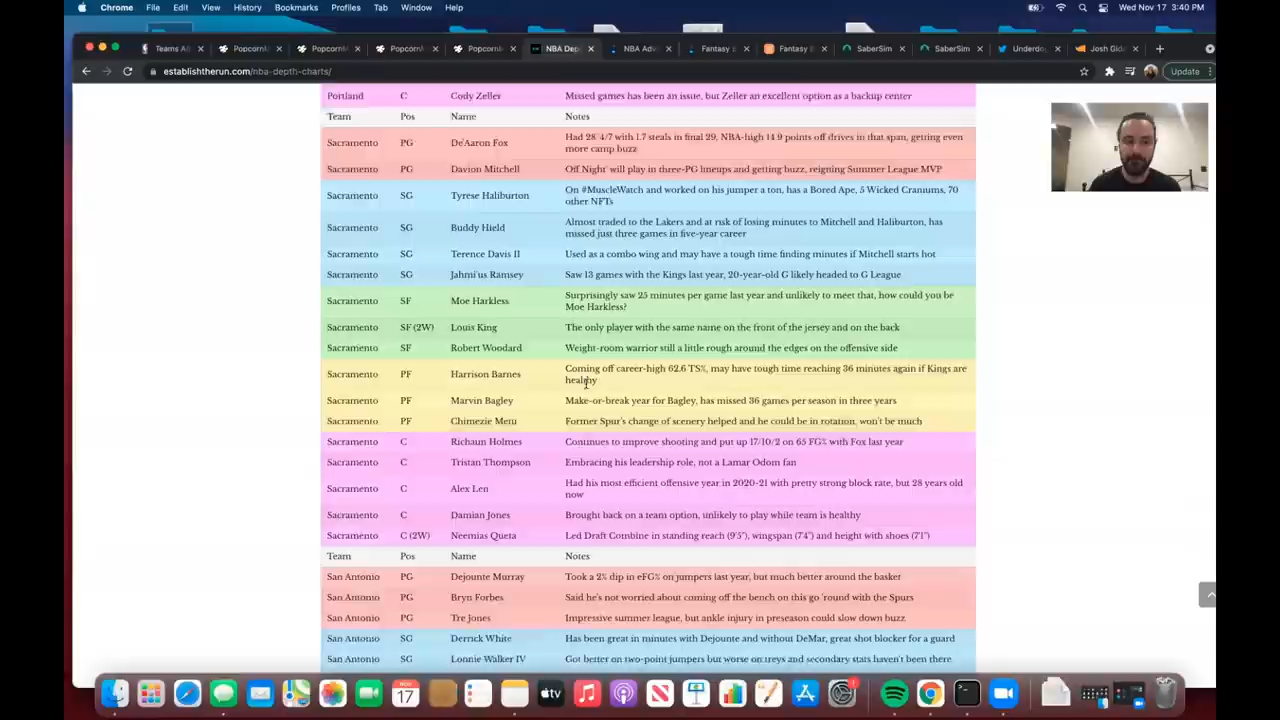 Chrome File Edit View History Bookmarks Profiles Tab Window Help Wed Nov 17 3:40 PM
Teams A Popcorn Popcorn Popcorn Popcorn NBA Dep NBA Adv Fantasy Fantasy SaberSim SaberSim Underdo Josh Gid
establishtherun.com/nba-depth-charts/ Update
Portland C Cody Zeller Missed games has been an issue, but Zeller an excellent option as a backup center
Team Pos Name Notes
Sacramento PG De'Aaron Fox Had 28/4/7 with 1.7 steals in final 29, NBA-high 14.9 points off drives in that span, getting even
more camp buzz
Sacramento PG Davion Mitchell 'Off Night' will play in three-PG lineups and getting buzz, reigning Summer League MVP
Sacramento SG Tyrese Haliburton On #MuscleWatch and worked on his jumper a ton, has a Bored Ape, 5 Wicked Craniums, 70
other NFTs
Sacramento SG Buddy Hield Almost traded to the Lakers and at risk of losing minutes to Mitchell and Haliburton, has
missed just three games in five-year career
Sacramento SG Terence Davis II Used as a combo wing and may have a tough time finding minutes if Mitchell starts hot
Sacramento SG Jahmi'us Ramsey Saw 13 games with the Kings last year, 20-year-old G likely headed to G League
Sacramento SF Moe Harkless Surprisingly saw 25 minutes per game last year and unlikely to meet that, how could you be
Moe Harkless?
Sacramento SF (2W) Louis King The only player with the same name on the front of the jersey and on the back
Sacramento SF Robert Woodard Weight-room warrior still a little rough around the edges on the offensive side
Sacramento PF Harrison Barnes Coming off career-high 62.6 TS%, may have tough time reaching 36 minutes again if Kings are
healthy
Sacramento PF Marvin Bagley Make-or-break year for Bagley, has missed 36 games per season in three years
Sacramento PF Chimezie Metu Former Spur's change of scenery helped and he could be in rotation, won't be much
Sacramento C Richaun Holmes Continues to improve shooting and put up 17/10/2 on 65 FG% with Fox last year
Sacramento C Tristan Thompson Embracing his leadership role, not a Lamar Odom fan
Sacramento C Alex Len Had his most efficient offensive year in 2020-21 with pretty strong block rate, but 28 years old
now
Sacramento C Damian Jones Brought back on a team option, unlikely to play while team is healthy
Sacramento C (2W) Neemias Queta Led Draft Combine in standing reach (9'5"), wingspan (7'4") and height with shoes (7'1")
Team Pos Name Notes
San Antonio PG Dejounte Murray Took a 2% dip in eFG% on jumpers last year, but much better around the basket
San Antonio PG Bryn Forbes Said he's not worried about coming off the bench on this go 'round with the Spurs
San Antonio PG Tre Jones Impressive summer league, but ankle injury in preseason could slow down buzz
San Antonio SG Derrick White Has been great in minutes with Dejounte and without DeMar, great shot blocker for a guard
San Antonio SG Lonnie Walker IV Got better on two-point jumpers but worse on treys and secondary stats haven't been there
NOV
17
tv